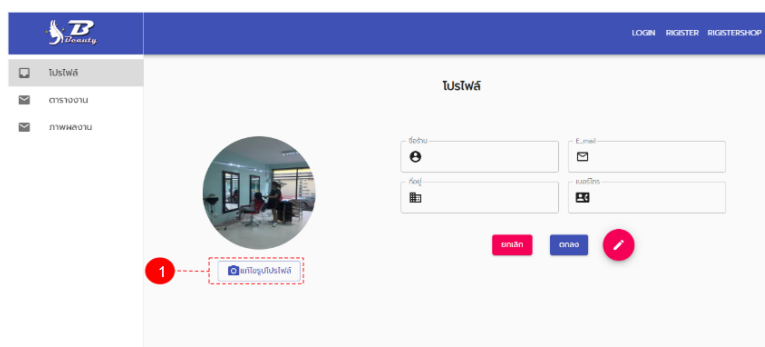 B
Beauty
LOGIN RIGISTER RIGISTERSHOP
โปรไฟล์
ตารางงาน
ภาพผลงาน
โปรไฟล์
ชื่อร้าน
E_mail
ที่อยู่
เบอร์โทร
ยกเลิก
ตกลง
1
แก้ไขรูปโปรไฟล์